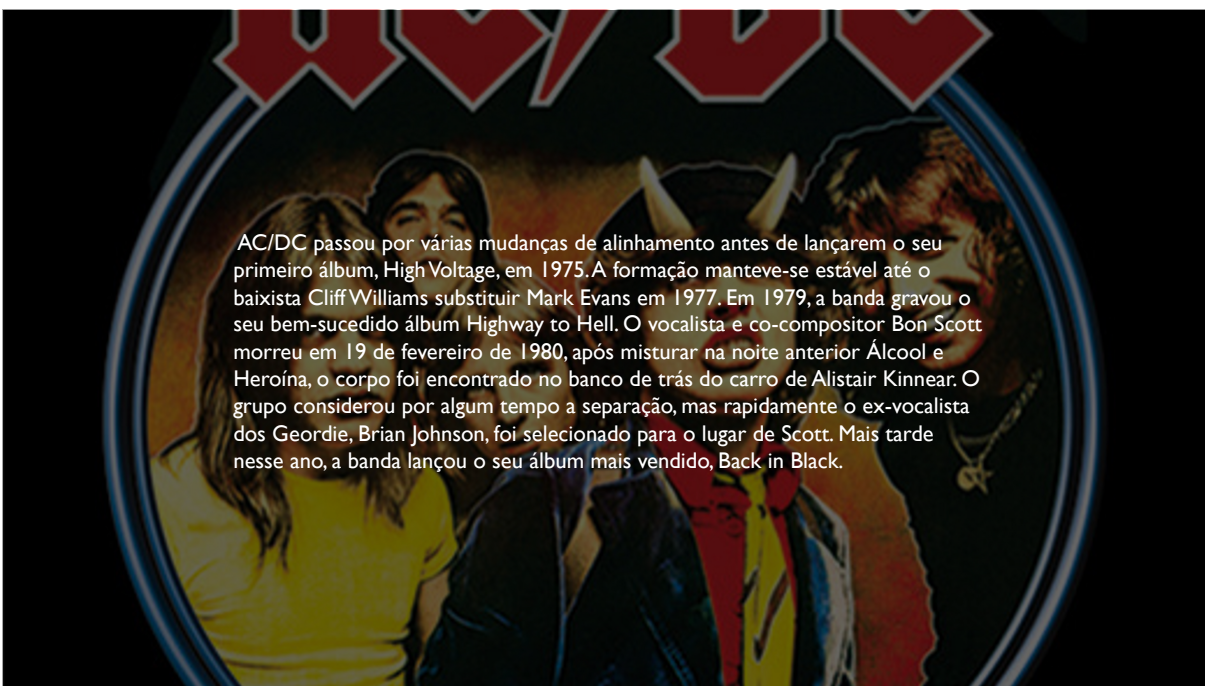 AC/DC
AC/DC passou por várias mudanças de alinhamento antes de lançarem o seu
primeiro álbum, High Voltage, em 1975. A formação manteve-se estável até o
baixista Cliff Williams substituir Mark Evans em 1977. Em 1979, a banda gravou o
seu bem-sucedido álbum Highway to Hell. O vocalista e co-compositor Bon Scott
morreu em 19 de fevereiro de 1980, após misturar na noite anterior Álcool e
Heroína, o corpo foi encontrado no banco de trás do carro de Alistair Kinnear. O
grupo considerou por algum tempo a separação, mas rapidamente o ex-vocalista
dos Geordie, Brian Johnson, foi selecionado para o lugar de Scott. Mais tarde
nesse ano, a banda lançou o seu álbum mais vendido, Back in Black.